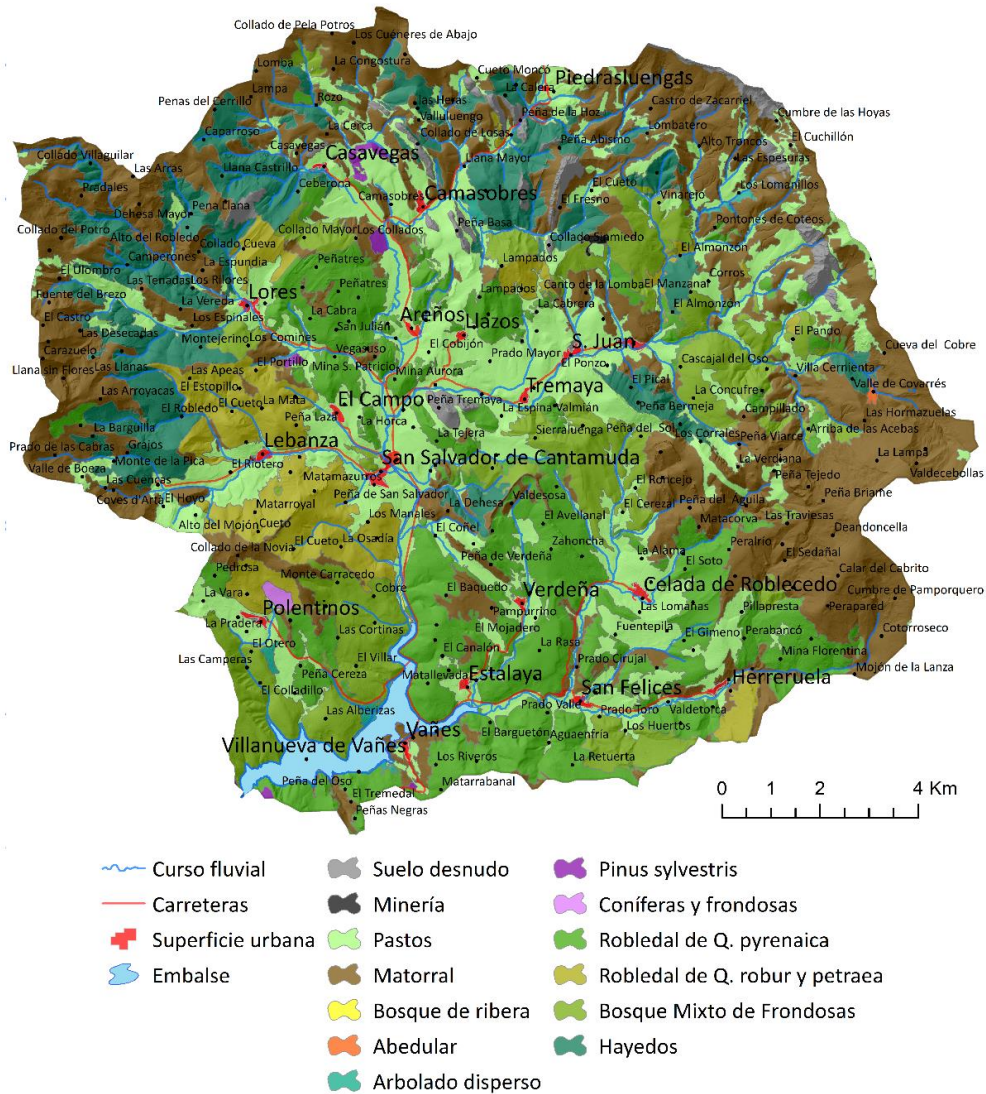 Collado de Pela Potros
Los Cueneres de Abajo
La Congostura
Lomba
Cueto Moncó
Piedrasluengas
Lampa
Rozo
La Calera
Las Heras
Castro de Zacarriel
Penas del Cerrillo
Valluluengo
Peña de la Hoz
Cumbre de las Hoyas
Caparroso
La Cerca
Collado de Losas
Lombatero
Peña Abismo
El Cuchillón
Casavegas
Alto Troncos
Collado Villaguilar
Casavegas
Llana Mayor
Las Espesuras
Las Arras
Llana Castrillo
El Cueto
Los Lomanillos
Pradales
Ceberona
Camasobres
Camasobres
Vinarejo
Dehesa Mayor
Pena Llana
El Fresno
Pontones de Coteos
Collado del Potro
Alto del Robledo
Collado Cueva
Collado Mayor
Los Collados
Peña Basa
Collado Samiedo
El Almonzón
Camperones
La Espundia
Peñatres
Lampados
El Ulombro
Las Tenadas
Los Rilores
Corros
Fuente del Brezo
La Vereda
Lores
Peñatres
Lampados
Canto de la Lomba
El Manzanal
El Castro
Los Espinales
La Cabra
Areños
La Cabrera
El Almonzón
Las Desecadas
San Julián
Llazos
El Pando
Carazuelo
Montejerino
Los Comines
Vegasuso
El Cobijón
Prado Mayor
S. Juan
Cueva del Cobre
Llana sin Flores
Las Llanas
Las Apeas
El Portillo
Mina S. Patricio
Mina Aurora
El Ponzo
Cascajal del Oso
Villa Cernienta
El Estopillo
Tremaya
El Pical
La Concufre
Valle de Covarrés
Las Arroyacas
El Cueto
La Mata
El Campo
Peña Tremaya
La Espina
Valmián
Peña Bermeja
Campillado
Las Hormazuelas
El Robledo
Peña Laza
La Horca
La Barguilla
Lebanza
La Tejera
Sierraluenga
Peña del Sol
Los Corrales
Peña Viarce
Arriba de las Acebas
Prado de las Cabras
Grajos
San Salvador de Cantamuda
La Verdiana
La Lampa
Valle de Boeza
Monte de la Pica
El Riotero
Matamazurros
El Roncejo
Peña Tejedo
Valdecebollas
Las Cuencas
Peña de San Salvador
La Dehesa
Valdesosa
Peña Briame
Coves d'Arta
El Hoyo
Matarroyal
Los Manales
El Cerezal
Peña del Aguila
Las Traviesas
Alto del Mojón
Cueto
El Coñel
El Avellanal
Matacorva
Deandoncella
Collado de la Novia
El Cueto
La Osadía
Zahoncha
Peralrío
El Sedañal
Pedrosa
Peña de Verdeña
La Alama
El Soto
Calar del Cabrito
Monte Carracedo
Cobre
El Baquedo
Verdeña
Celada de Roblecedo
La Vara
Cumbre de Pamporquero
Polentinos
Pampurrino
Las Lomanas
Pillapresta
Perapared
La Pradera
Las Cortinas
El Mojadero
Fuentepila
El Gimeno
Perabancó
Cotorroseco
El Otero
El Canalón
La Rasa
Mina Florentina
Las Camperas
El Villar
Prado Cirujal
Mojón de la Lanza
Peña Cereza
Matallevada
Estalaya
Herreruela
El Colladillo
San Felices
Las Alberizas
Prado Valle
Prado Toro
Valdetorca
Vañes
El Barguetón
Los Huertos
Villanueva de Vañes
Aguaenfría
Los Riveros
La Retuerta
Peña del Oso
Matarrabanal
El Tremedal
Peñas Negras
0 1 2 4 Km
Curso fluvial
Suelo desnudo
Pinus sylvestris
Carreteras
Minería
Coníferas y frondosas
Superficie urbana
Pastos
Robledal de Q. pyrenaica
Embalse
Matorral
Robledal de Q. robur y petraea
Bosque de ribera
Bosque Mixto de Frondosas
Abedular
Hayedos
Arbolado disperso